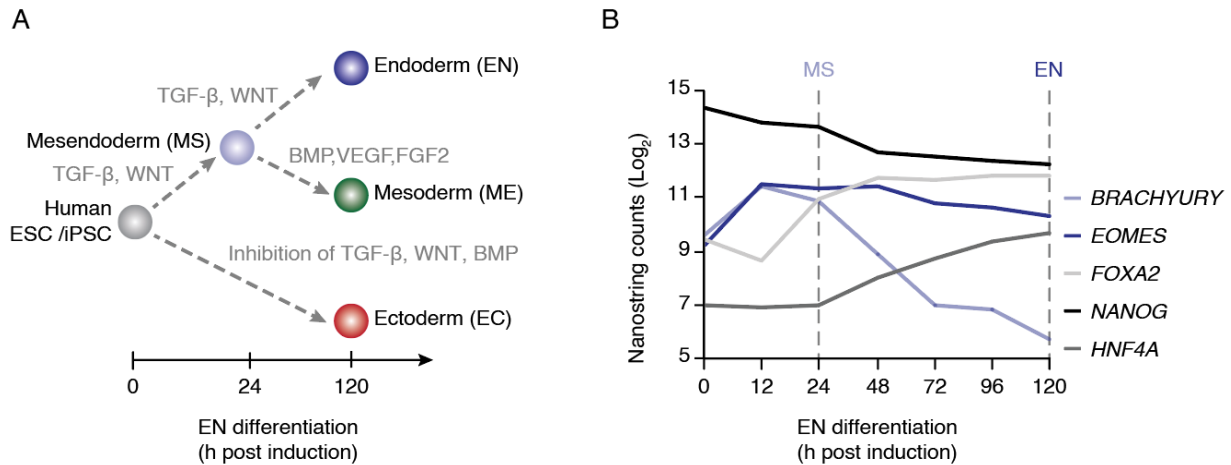 A
Endoderm (EN)
TGF-β, WNT
Mesendoderm (MS)
TGF-β, WNT
BMP,VEGF,FGF2
Mesoderm (ME)
Human
ESC /iPSC
Inhibition of TGF-β, WNT, BMP
Ectoderm (EC)
0 24 120
EN differentiation
(h post induction)
B
MS EN
Nanostring counts (Log2)
15
13
11
9
7
5
0 12 24 48 72 96 120
EN differentiation
(h post induction)
BRACHYURY
EOMES
FOXA2
NANOG
HNF4A